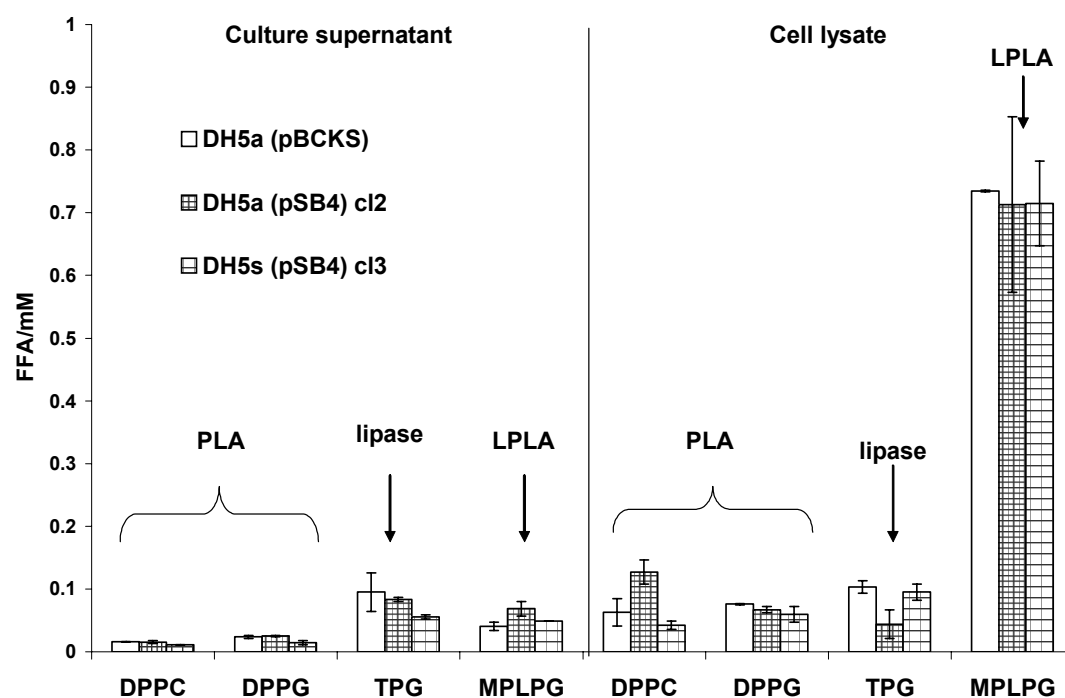 Culture supernatant
Cell lysate
LPLA
DH5a (pBCKS)
DH5a (pSB4) cl2
DH5s (pSB4) cl3
FFA/mM
1
0.9
0.8
0.7
0.6
0.5
0.4
0.3
0.2
0.1
0
PLA
lipase
LPLA
PLA
lipase
DPPC DPPG TPG MPLPG DPPC DPPG TPG MPLPG